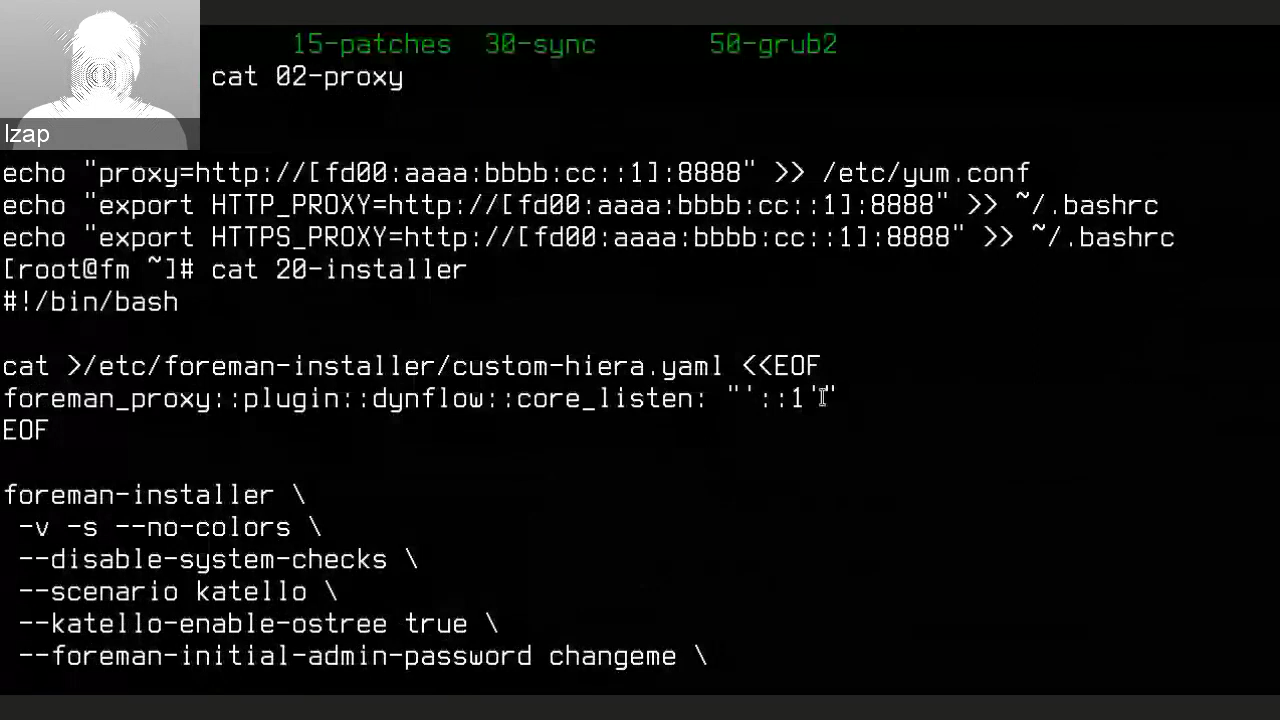 15-patches  30-sync       50-grub2
cat 02-proxy
lzap
echo "proxy=http://[fd00:aaaa:bbbb:cc::1]:8888" >> /etc/yum.conf
echo "export HTTP_PROXY=http://[fd00:aaaa:bbbb:cc::1]:8888" >> ~/.bashrc
echo "export HTTPS_PROXY=http://[fd00:aaaa:bbbb:cc::1]:8888" >> ~/.bashrc
[root@fm ~]# cat 20-installer
#!/bin/bash
cat >/etc/foreman-installer/custom-hiera.yaml <<EOF
foreman_proxy::plugin::dynflow::core_listen: "'::1'"
EOF
foreman-installer \
 -v -s --no-colors \
 --disable-system-checks \
 --scenario katello \
 --katello-enable-ostree true \
 --foreman-initial-admin-password changeme \